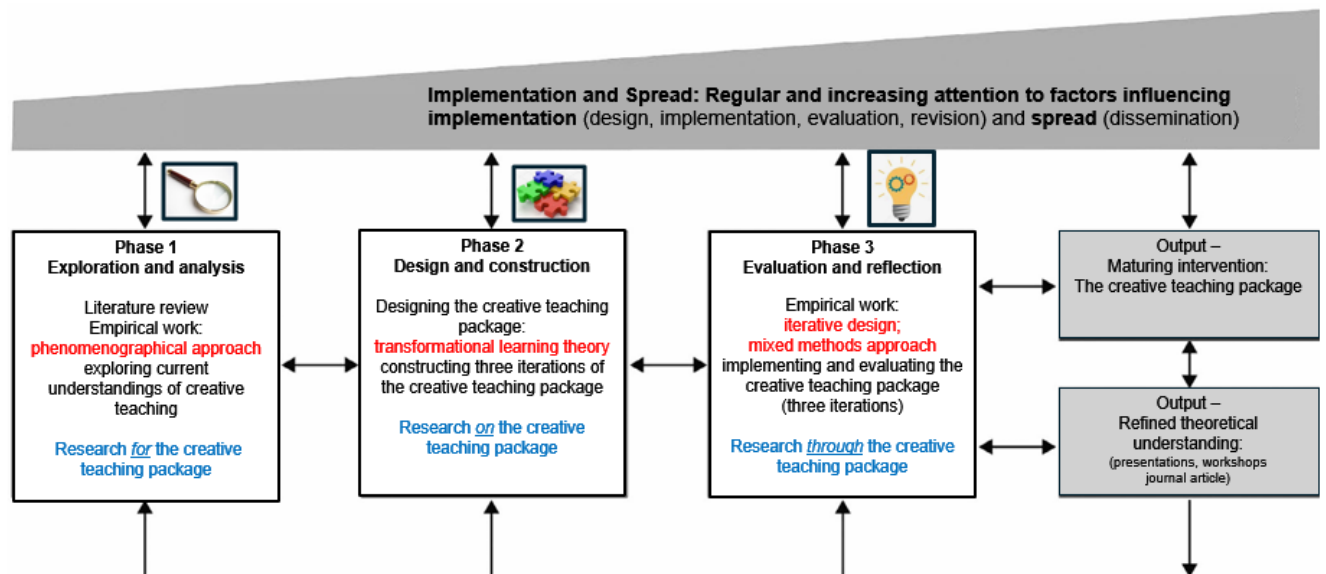 Implementation and Spread: Regular and increasing attention to factors influencing
implementation (design, implementation, evaluation, revision) and spread (dissemination)
Phase 1
Exploration and analysis
Literature review
Empirical work:
phenomenographical approach
exploring current
understandings of creative
teaching
Research for the creative
teaching package
Phase 2
Design and construction
Designing the creative teaching
package:
transformational learning theory
constructing three iterations of
the creative teaching package
Research on the creative
teaching package
Phase 3
Evaluation and reflection
Empirical work:
iterative design;
mixed methods approach
implementing and evaluating the
creative teaching package
(three iterations)
Research through the creative
teaching package
Output –
Maturing intervention:
The creative teaching package
Output –
Refined theoretical
understanding:
(presentations, workshops
journal article)